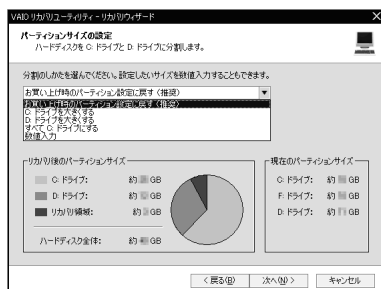 VAIO リカバリユーティリティ - リカバリウィザード
パーティションサイズの設定
ハードディスクを C: ドライブと D: ドライブに分割します。
分割のしかたを選んでください。設定したいサイズを数値入力することもできます。
お買い上げ時のパーティション設定に戻す (推奨)
お買い上げ時のパーティション設定に戻す (推奨)
C: ドライブを大きくする
D: ドライブを大きくする
すべて C: ドライブにする
数値入力
リカバリ後のパーティションサイズ
C: ドライブ: 約 GB
D: ドライブ: 約 GB
リカバリ領域: 約 GB
ハードディスク全体: 約 GB
現在のパーティションサイズ
C: ドライブ: 約 GB
F: ドライブ: 約 GB
D: ドライブ: 約 GB
< 戻る(B)
次へ(N) >
キャンセル